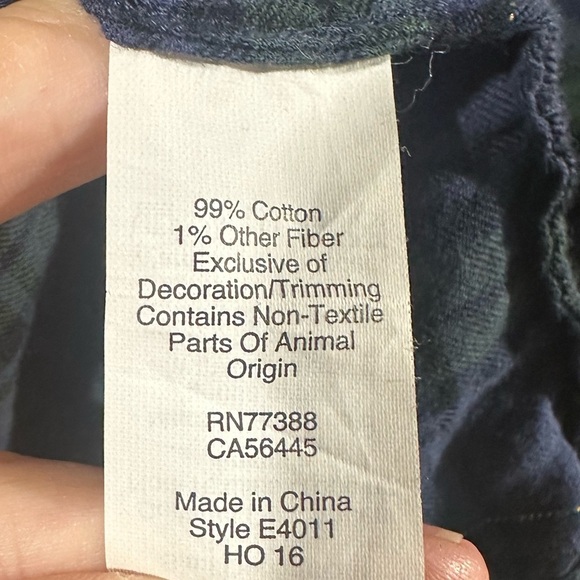 99% Cotton
1% Other Fiber
Exclusive of
Decoration/Trimming
Contains Non-Textile
Parts Of Animal
Origin
RN77388
CA56445
Made in China
Style E4011
HO 16